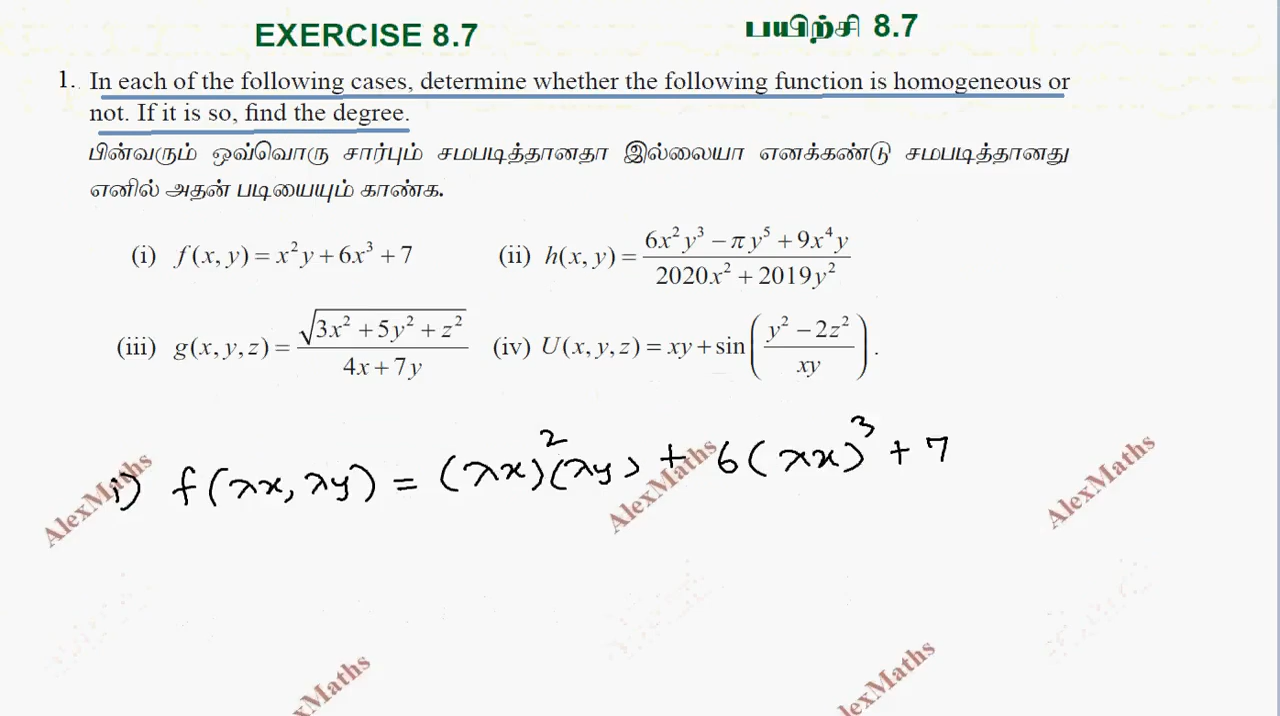 EXERCISE 8.7
பயிற்சி 8.7
1. In each of the following cases, determine whether the following function is homogeneous or
not. If it is so, find the degree.
பின்வரும் ஒவ்வொரு சார்பும் சமபடித்தானதா இல்லையா எனக்கண்டு சமபடித்தானது
எனில் அதன் படியையும் காண்க.
(i) f(x, y) = x²y + 6x³ + 7 (ii) h(x, y) = (6x²y³ − πy⁵ + 9x⁴y) / (2020x² + 2019y²)
(iii) g(x, y, z) = √(3x² + 5y² + z²) / (4x + 7y) (iv) U(x, y, z) = xy + sin((y² − 2z²) / xy).
i) f(λx, λy) = (λx)²(λy) + 6(λx)³ + 7
AlexMaths
AlexMaths
AlexMaths
AlexMaths
AlexMaths